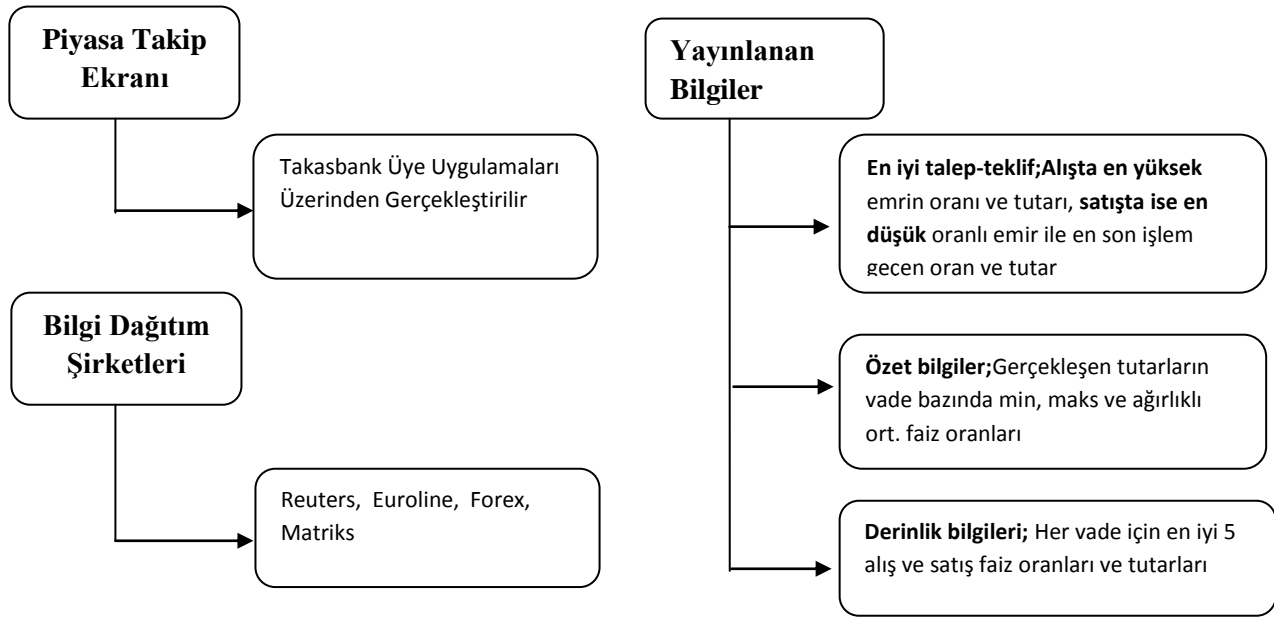 Piyasa Takip
Ekranı
Takasbank Üye Uygulamaları
Üzerinden Gerçekleştirilir
Bilgi Dağıtım
Şirketleri
Reuters, Euroline, Forex,
Matriks
Yayınlanan
Bilgiler
En iyi talep-teklif;Alışta en yüksek
emrin oranı ve tutarı, satışta ise en
düşük oranlı emir ile en son işlem
geçen oran ve tutar
Özet bilgiler;Gerçekleşen tutarların
vade bazında min, maks ve ağırlıklı
ort. faiz oranları
Derinlik bilgileri; Her vade için en iyi 5
alış ve satış faiz oranları ve tutarları